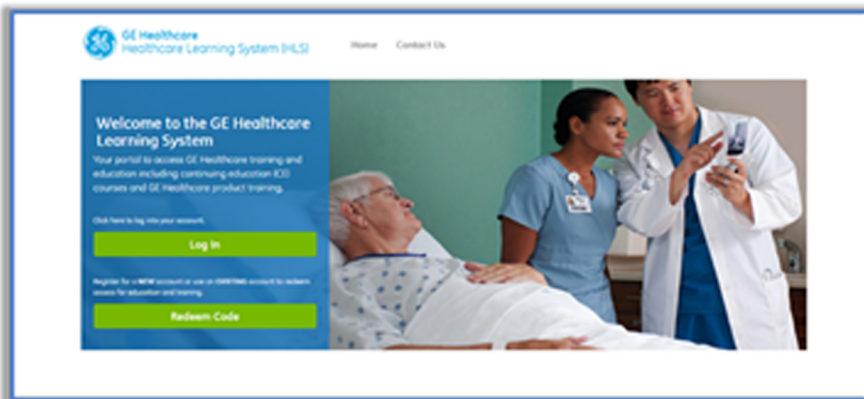 GE Healthcare
Healthcare Learning System (HLS)
Home Contact Us
Welcome to the GE Healthcare
Learning System
Your portal to access GE Healthcare training and
education including continuing education (CE)
courses and GE Healthcare product training.
Click here to log into your account.
Log In
Register for a NEW account or use an EXISTING account to redeem
access for education and training.
Redeem Code